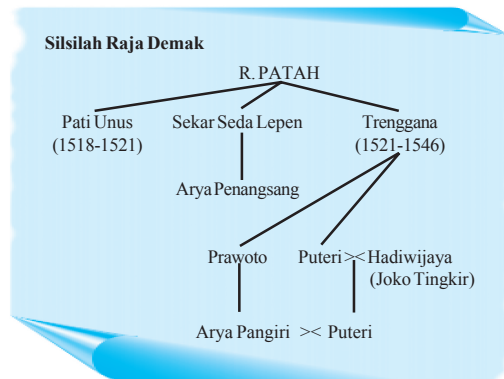 Silsilah Raja Demak
R. PATAH
Pati Unus Sekar Seda Lepen Trenggana
(1518-1521) (1521-1546)
Arya Penangsang
Prawoto Puteri >< Hadiwijaya
(Joko Tingkir)
Arya Pangiri >< Puteri